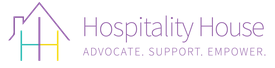 Hospitality House
ADVOCATE. SUPPORT. EMPOWER.